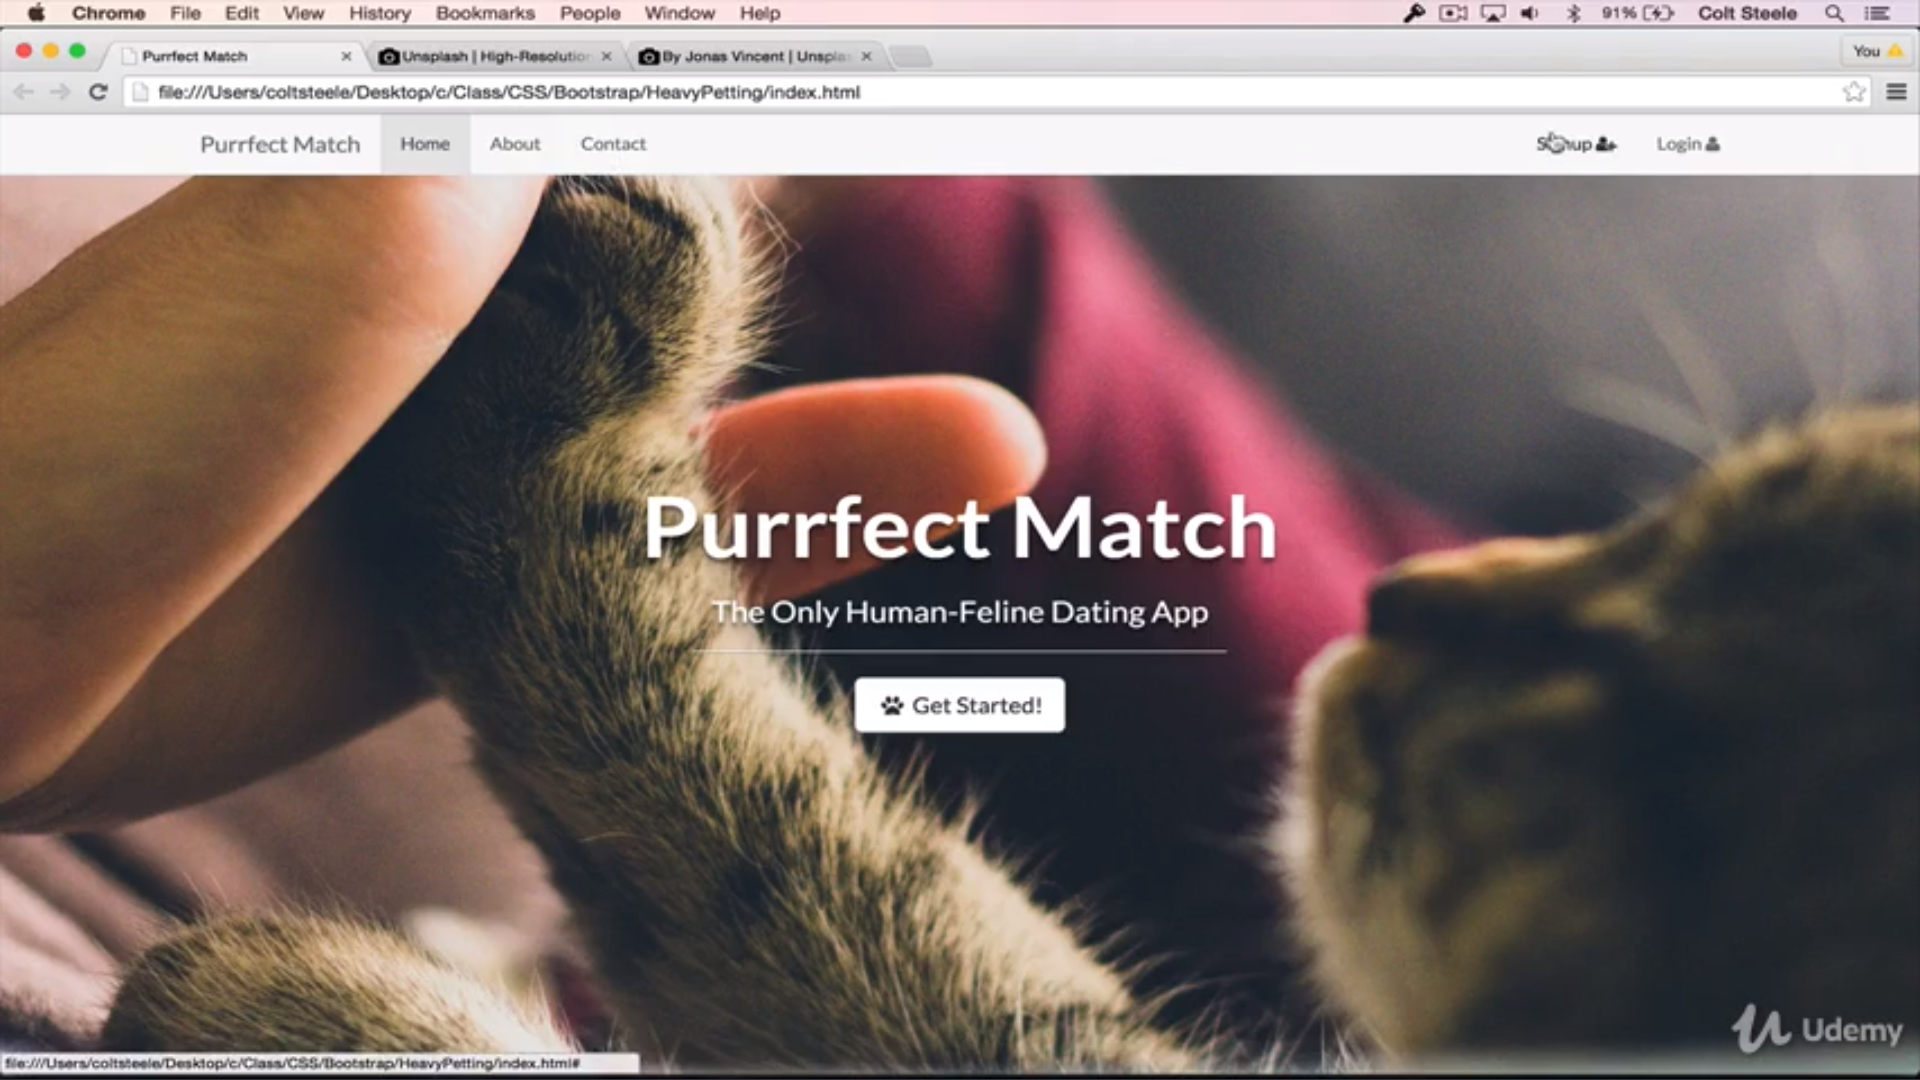 Chrome File Edit View History Bookmarks People Window Help 91% Colt Steele
Purrfect Match Unsplash | High-Resolution By Jonas Vincent | Unsplas You
file:///Users/coltsteele/Desktop/c/Class/CSS/Bootstrap/HeavyPetting/index.html
Purrfect Match Home About Contact Signup Login
Purrfect Match
The Only Human-Feline Dating App
Get Started!
Udemy
file:///Users/coltsteele/Desktop/c/Class/CSS/Bootstrap/HeavyPetting/index.html#